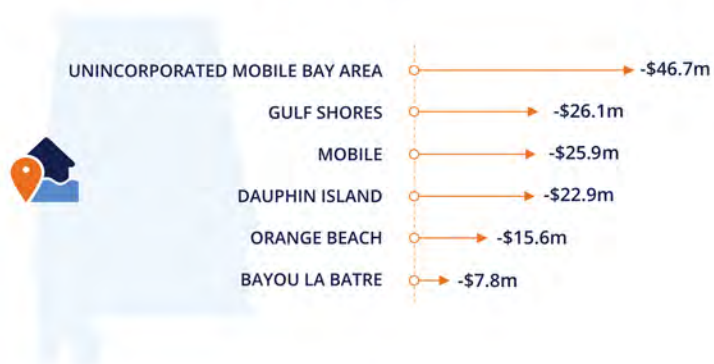 UNINCORPORATED MOBILE BAY AREA -$46.7m
GULF SHORES -$26.1m
MOBILE -$25.9m
DAUPHIN ISLAND -$22.9m
ORANGE BEACH -$15.6m
BAYOU LA BATRE -$7.8m